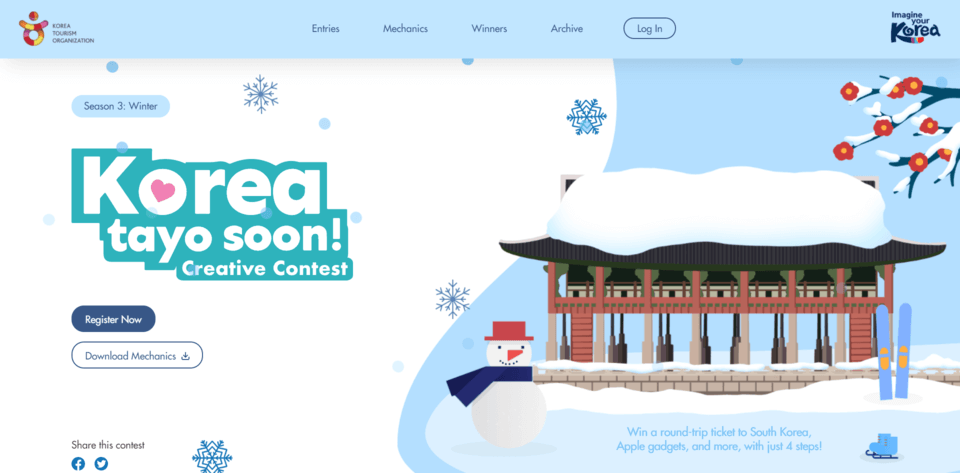 KOREA
TOURISM
ORGANIZATION
Entries
Mechanics
Winners
Archive
Log In
Imagine
your
Korea
Season 3: Winter
Korea
tayo soon!
Creative Contest
Register Now
Download Mechanics
Share this contest
Win a round-trip ticket to South Korea,
Apple gadgets, and more, with just 4 steps!